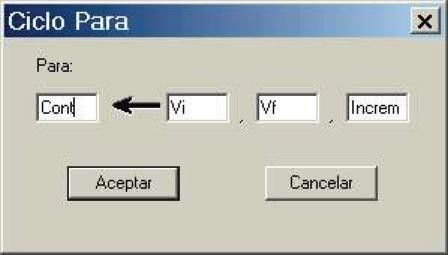 Ciclo Para
Para:
Cont Vi , Vf , Increm
Aceptar Cancelar